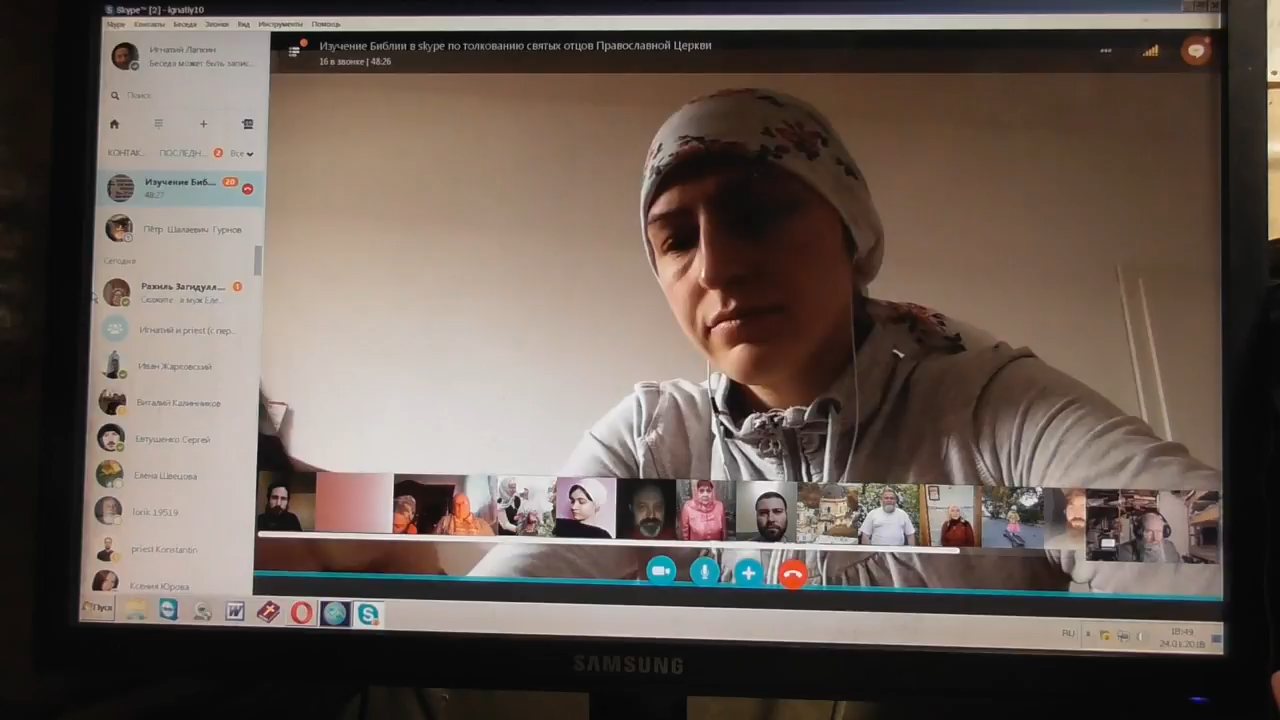 Skype™ [2] - ignatiy10
Skype Контакты Беседа Звонки Вид Инструменты Помощь
Игнатий Лапкин
Беседа может быть запис...
Поиск
КОНТАК... ПОСЛЕДН... 2 Все
Изучение Биб... 20
48:27
Пётр Шалаевич Гурнов
Сегодня
Рахиль Загидулл... 1
Скажите а муж Еле...
Игнатий и priest (с пер...
Иван Жарковский
Виталий Калинников
Евтушенко Сергей
Елена Швецова
lorik 19519
priest Konstantin
Ксения Юрова
Изучение Библии в skype по толкованию святых отцов Православной Церкви
16 в звонке | 48:26
Пуск
RU
18:49
24.01.2018
SAMSUNG